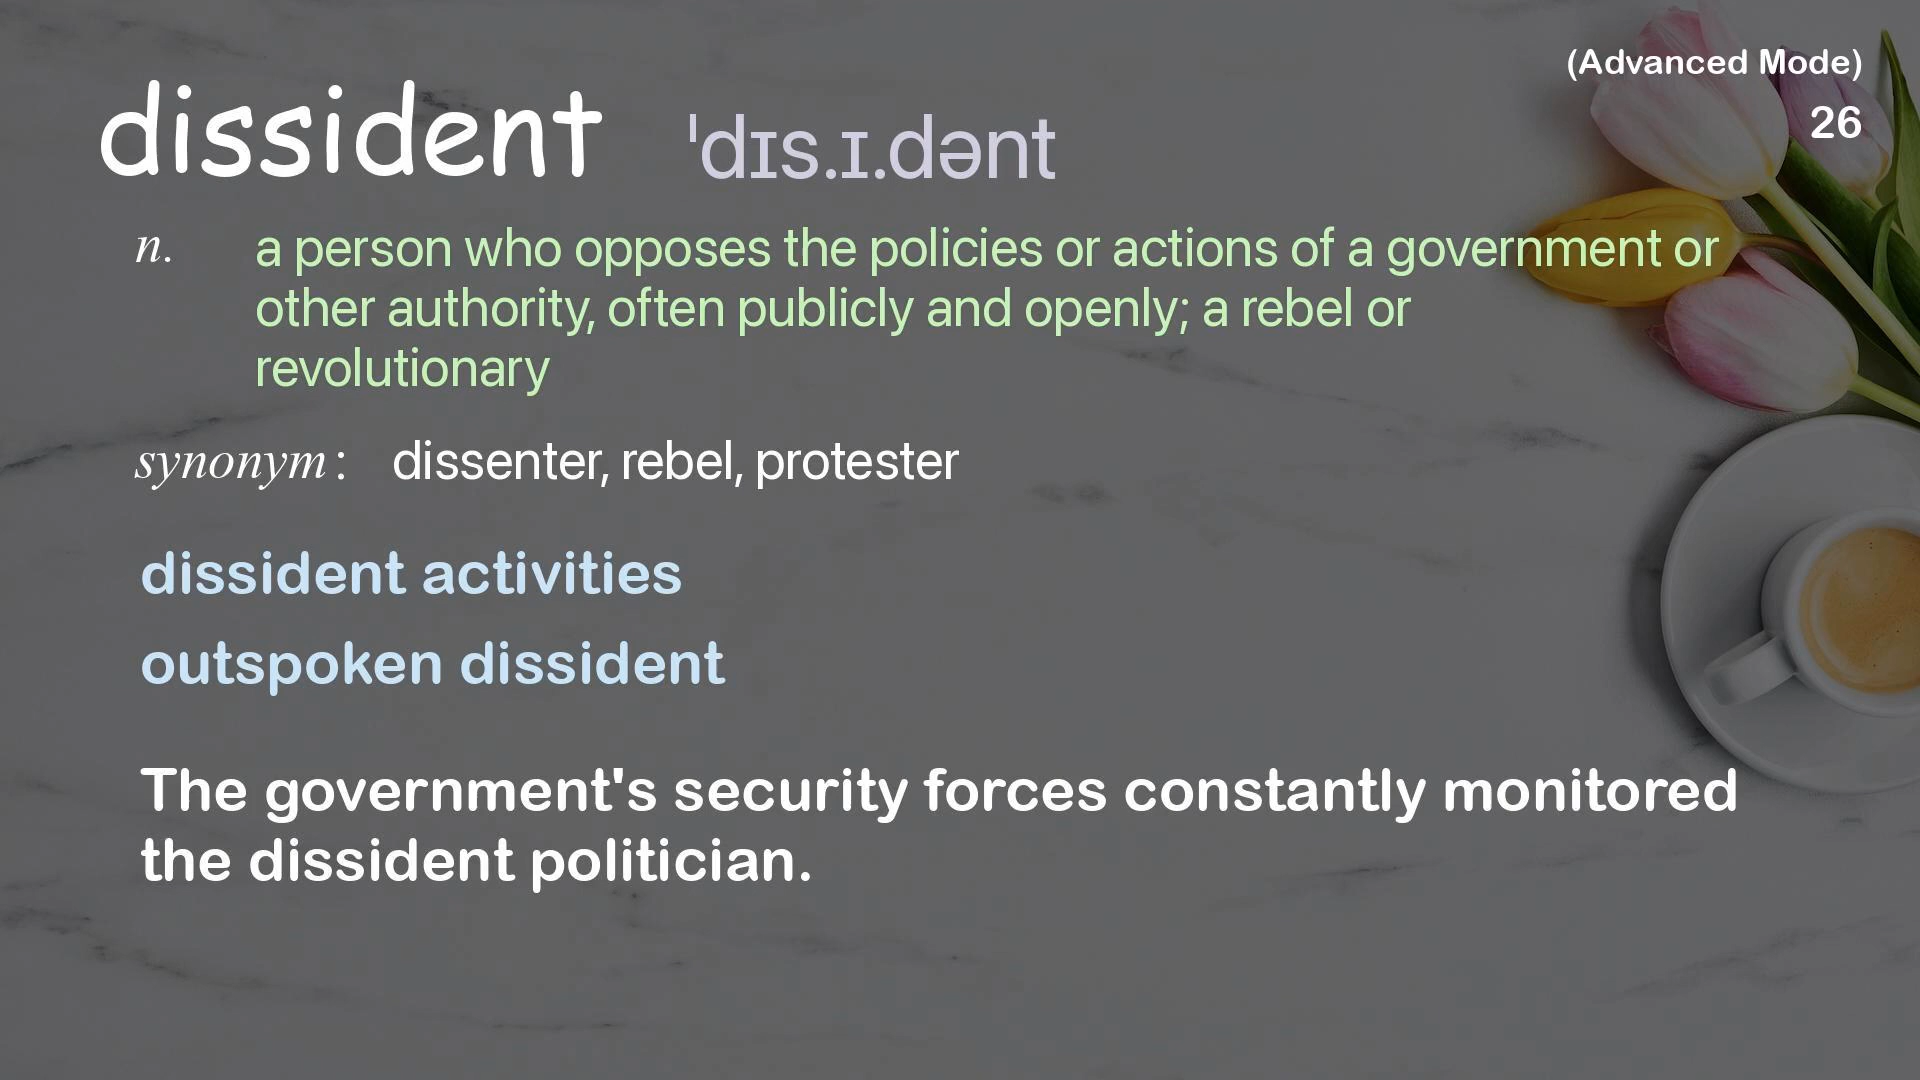 (Advanced Mode)
dissident ˈdɪs.ɪ.dənt
26
n. a person who opposes the policies or actions of a government or
other authority, often publicly and openly; a rebel or
revolutionary
synonym : dissenter, rebel, protester
dissident activities
outspoken dissident
The government's security forces constantly monitored
the dissident politician.